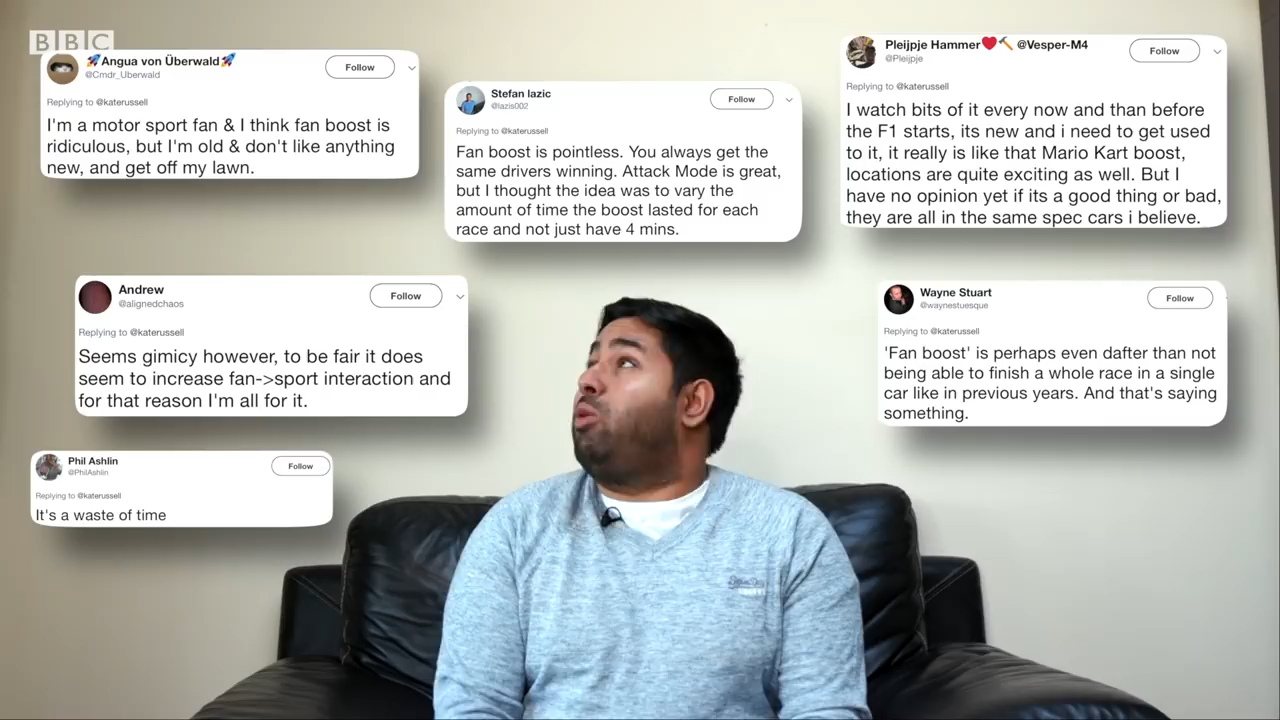 BBC
🚀Angua von Überwald🚀
@Cmdr_Uberwald
Follow
Replying to @katerussell
I'm a motor sport fan & I think fan boost is
ridiculous, but I'm old & don't like anything
new, and get off my lawn.
Stefan lazic
@lazis002
Follow
Replying to @katerussell
Fan boost is pointless. You always get the
same drivers winning. Attack Mode is great,
but I thought the idea was to vary the
amount of time the boost lasted for each
race and not just have 4 mins.
Pleijpje Hammer❤️🔨 @Vesper-M4
@Pleijpje
Follow
Replying to @katerussell
I watch bits of it every now and than before
the F1 starts, its new and i need to get used
to it, it really is like that Mario Kart boost,
locations are quite exciting as well. But I
have no opinion yet if its a good thing or bad,
they are all in the same spec cars i believe.
Andrew
@alignedchaos
Follow
Replying to @katerussell
Seems gimicy however, to be fair it does
seem to increase fan->sport interaction and
for that reason I'm all for it.
Wayne Stuart
@waynestuesque
Follow
Replying to @katerussell
'Fan boost' is perhaps even dafter than not
being able to finish a whole race in a single
car like in previous years. And that's saying
something.
Phil Ashlin
@PhilAshlin
Follow
Replying to @katerussell
It's a waste of time